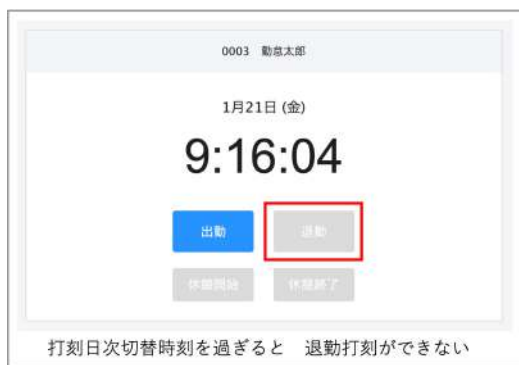 0003 勤怠太郎
1月21日 (金)
9:16:04
出勤 退勤
休憩開始 休憩終了
打刻日次切替時刻を過ぎると 退勤打刻ができない